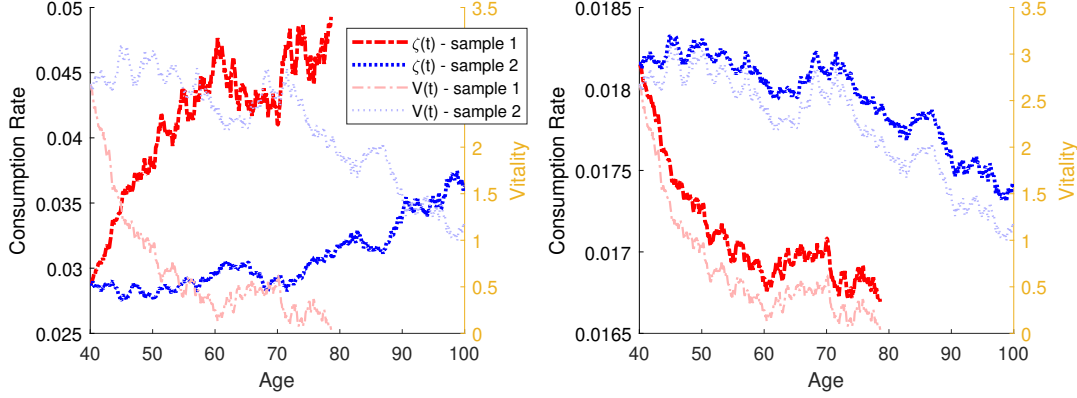 0.05
0.045
0.04
0.035
0.03
0.025
Consumption Rate
40 50 60 70 80 90 100
Age
3.5
3
2.5
2
1.5
1
0.5
0
Vitality
ζ(t) - sample 1
ζ(t) - sample 2
V(t) - sample 1
V(t) - sample 2
0.0185
0.018
0.0175
0.017
0.0165
Consumption Rate
40 50 60 70 80 90 100
Age
3.5
3
2.5
2
1.5
1
0.5
0
Vitality